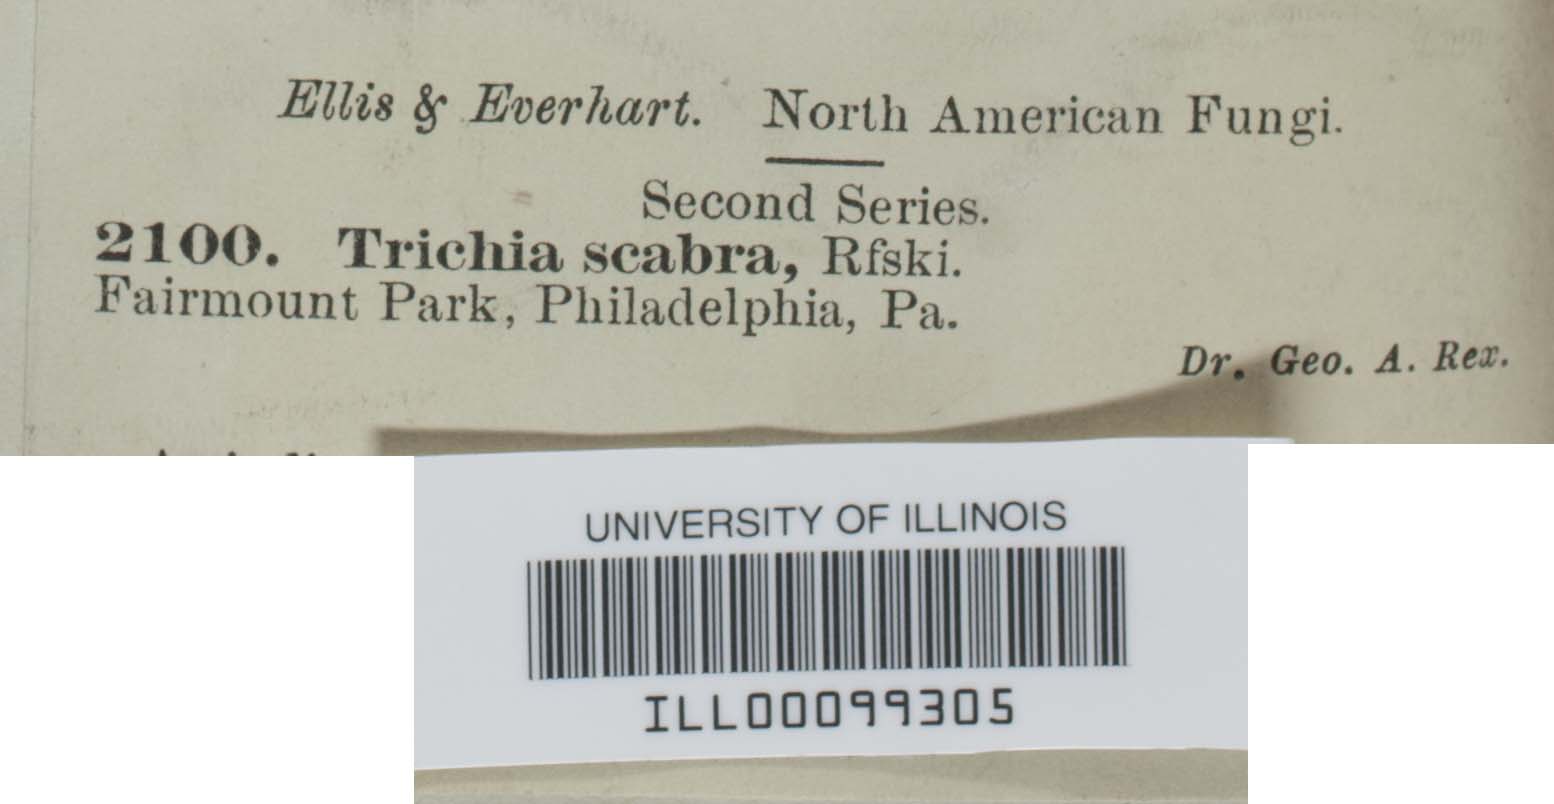 Ellis & Everhart. North American Fungi.
Second Series.
2100. Trichia scabra, Rfski.
Fairmount Park, Philadelphia, Pa.
Dr. Geo. A. Rex.
UNIVERSITY OF ILLINOIS
ILL00099305